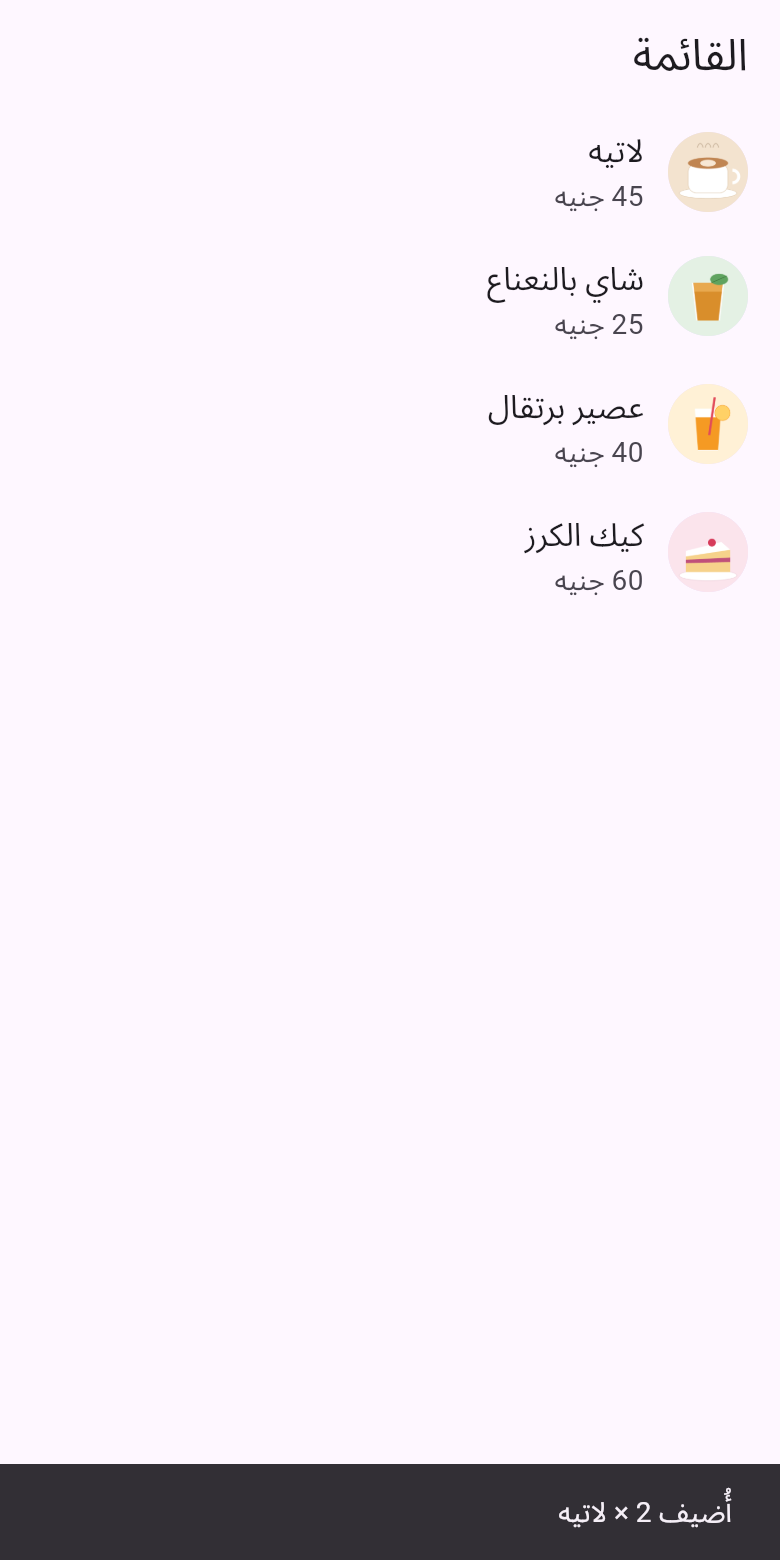 القائمة
لاتيه
45 جنيه
شاي بالنعناع
25 جنيه
عصير برتقال
40 جنيه
كيك الكرز
60 جنيه
أُضيف 2 × لاتيه